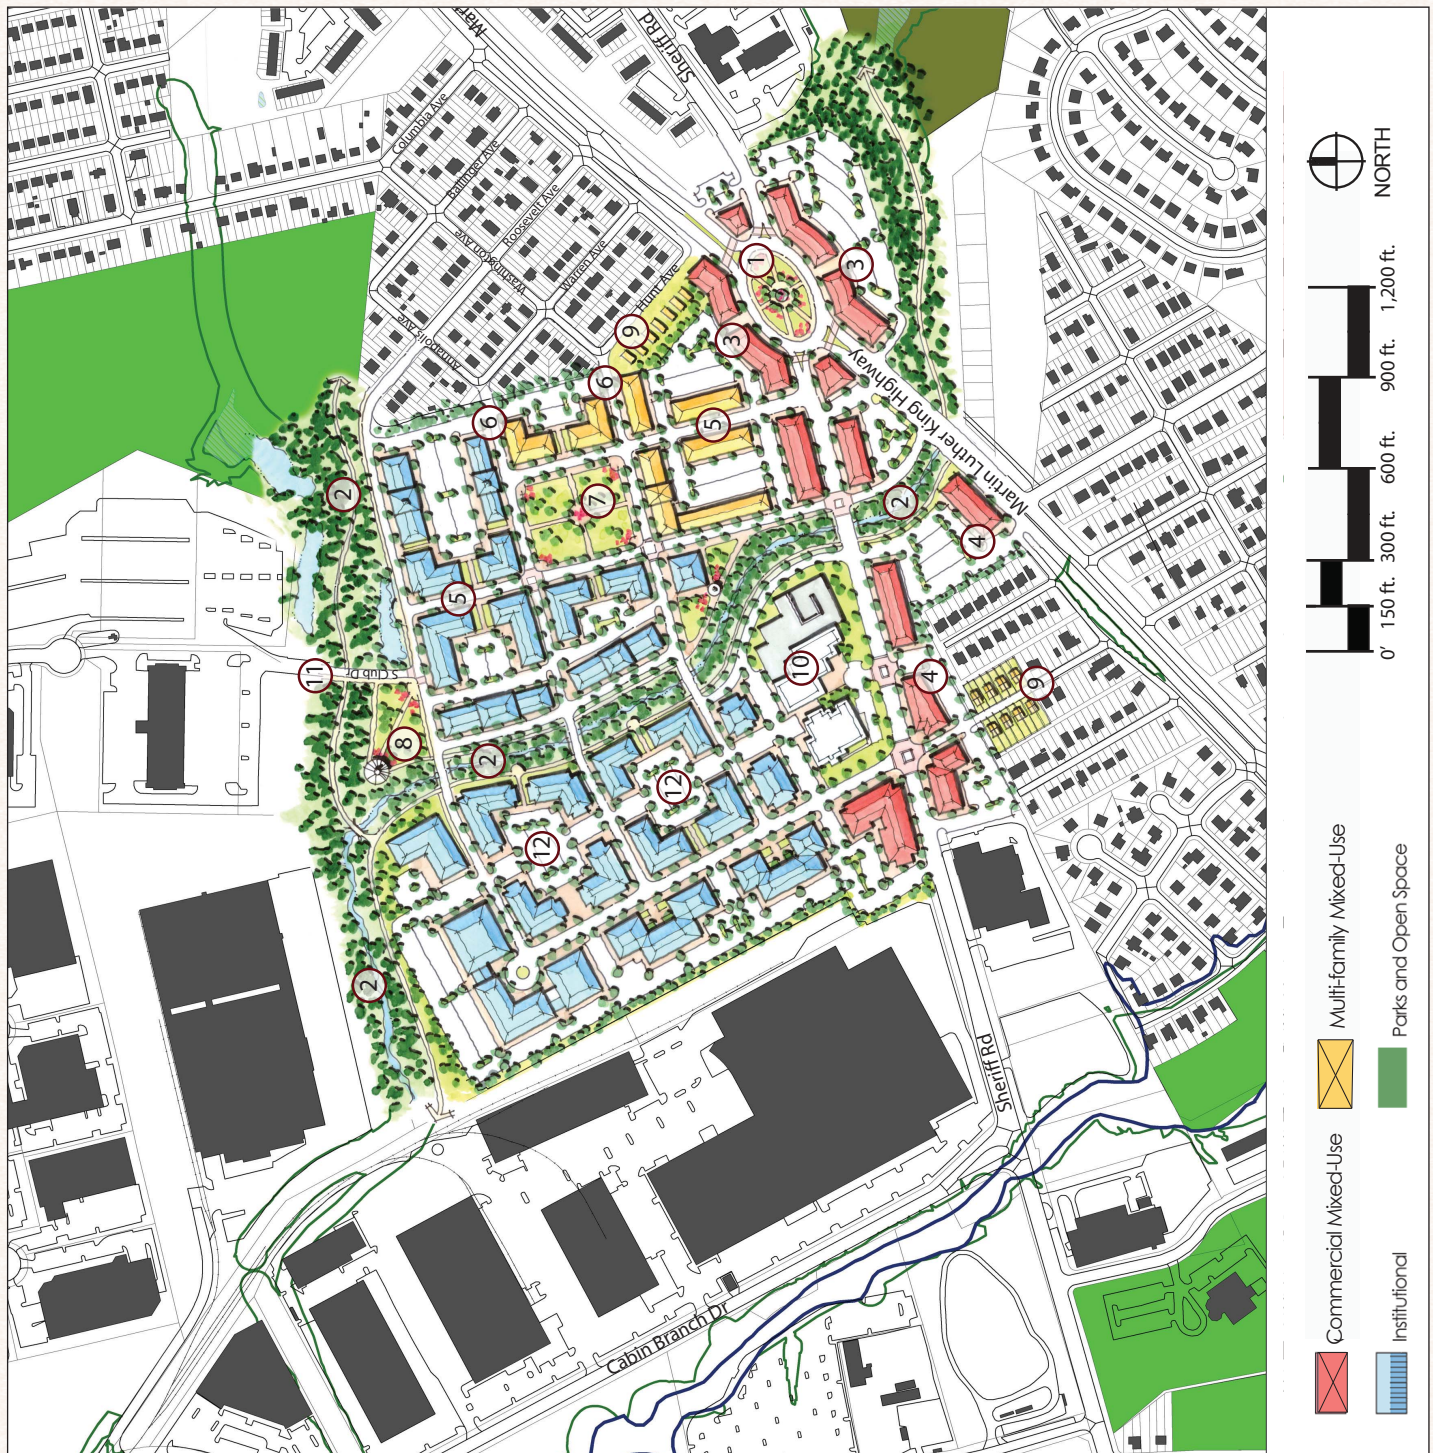 Mar
Sheriff Rd
Columbia Ave
Ballinger Ave
Roosevelt Ave
Washington Ave
Warren Ave
Hunt Ave
Annapolis Ave
1
3
3
9
6
6
5
7
2
2
Martin Luther King Highway
4
5
10
4
9
11
S Club Dr
8
2
12
12
2
Sheriff Rd
Cabin Branch Dr
NORTH
0' 150 ft. 300 ft. 600 ft. 900 ft. 1,200 ft.
Commercial Mixed-Use
Multi-family Mixed-Use
Institutional
Parks and Open Space